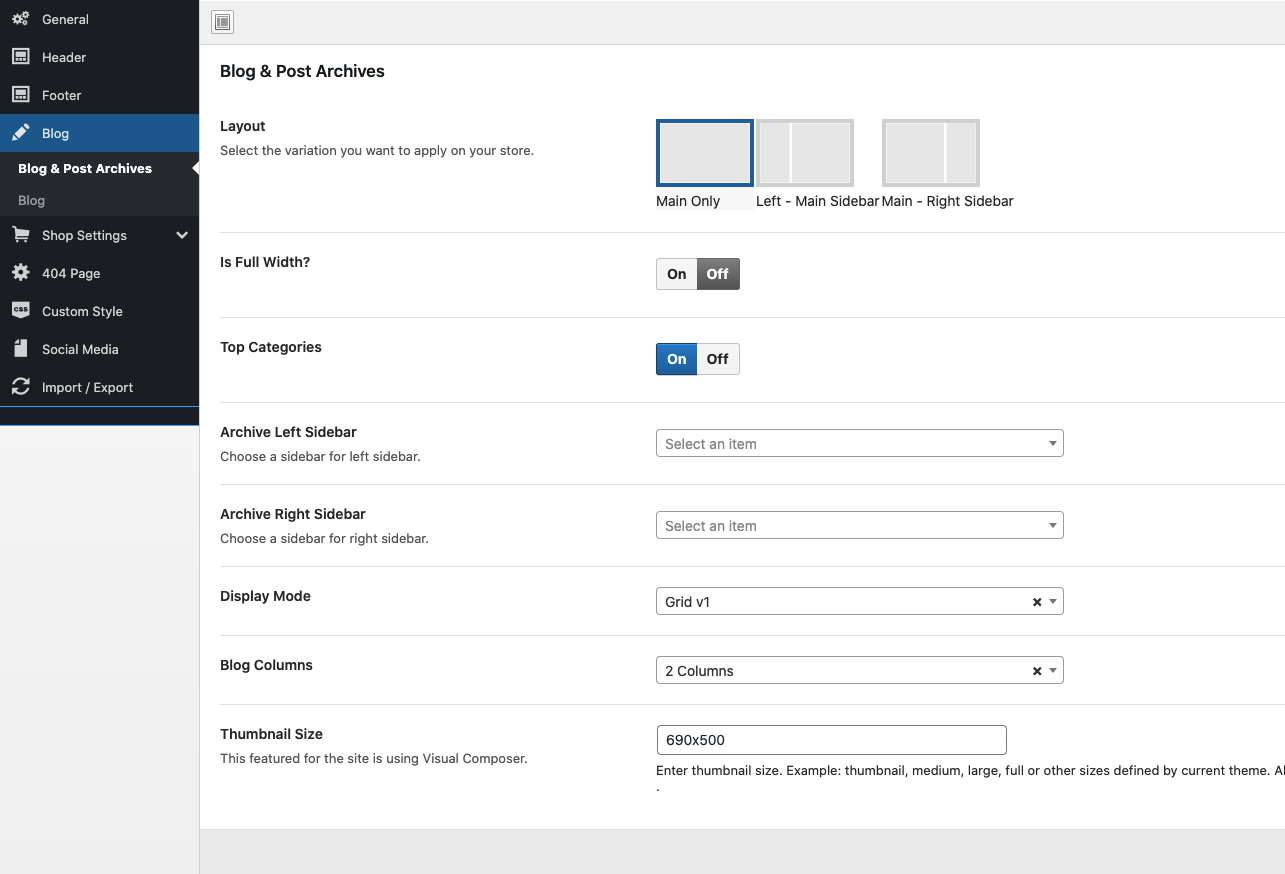 General
Header
Footer
Blog
Blog & Post Archives
Blog
Shop Settings
404 Page
css
Custom Style
Social Media
Import / Export
Blog & Post Archives
Layout
Select the variation you want to apply on your store.
Main Only
Left - Main Sidebar
Main - Right Sidebar
Is Full Width?
On Off
Top Categories
On Off
Archive Left Sidebar
Choose a sidebar for left sidebar.
Select an item
Archive Right Sidebar
Choose a sidebar for right sidebar.
Select an item
Display Mode
Grid v1
Blog Columns
2 Columns
Thumbnail Size
This featured for the site is using Visual Composer.
690x500
Enter thumbnail size. Example: thumbnail, medium, large, full or other sizes defined by current theme.
.